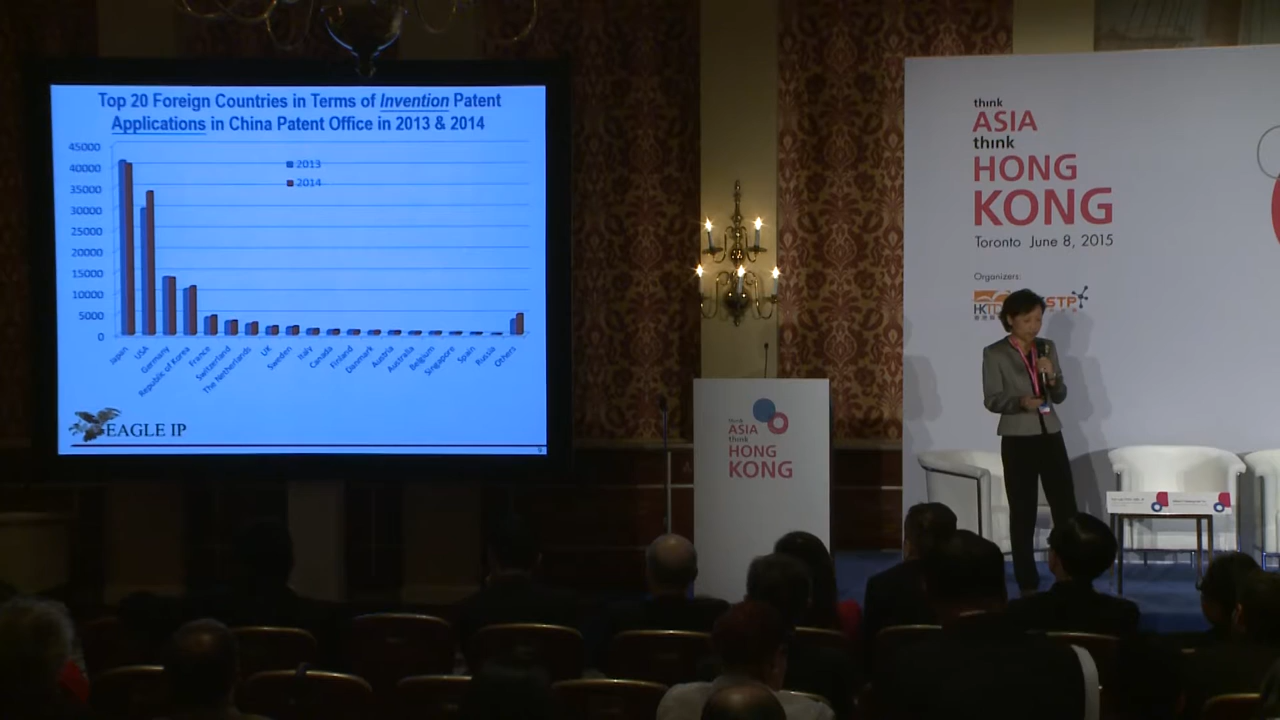 Top 20 Foreign Countries in Terms of Invention Patent
Applications in China Patent Office in 2013 & 2014
45000
40000
35000
30000
25000
20000
15000
10000
5000
0
2013
2014
Japan
USA
Germany
Republic of Korea
France
Switzerland
The Netherlands
UK
Sweden
Italy
Canada
Finland
Denmark
Austria
Australia
Belgium
Singapore
Spain
Russia
Others
EAGLE IP
9
think
ASIA
think
HONG
KONG
think
ASIA
think
HONG
KONG
Toronto June 8, 2015
Organizers:
HKTD
STP